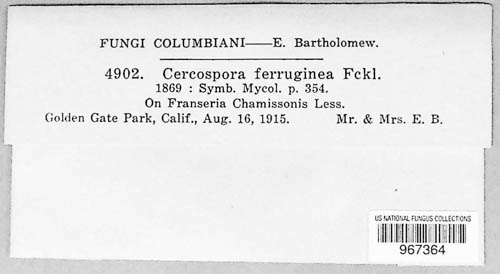 FUNGI COLUMBIANI——E. Bartholomew.
4902. Cercospora ferruginea Fckl.
1869 : Symb. Mycol. p. 354.
On Franseria Chamissonis Less.
Golden Gate Park, Calif., Aug. 16, 1915. Mr. & Mrs. E. B.
US NATIONAL FUNGUS COLLECTIONS
967364